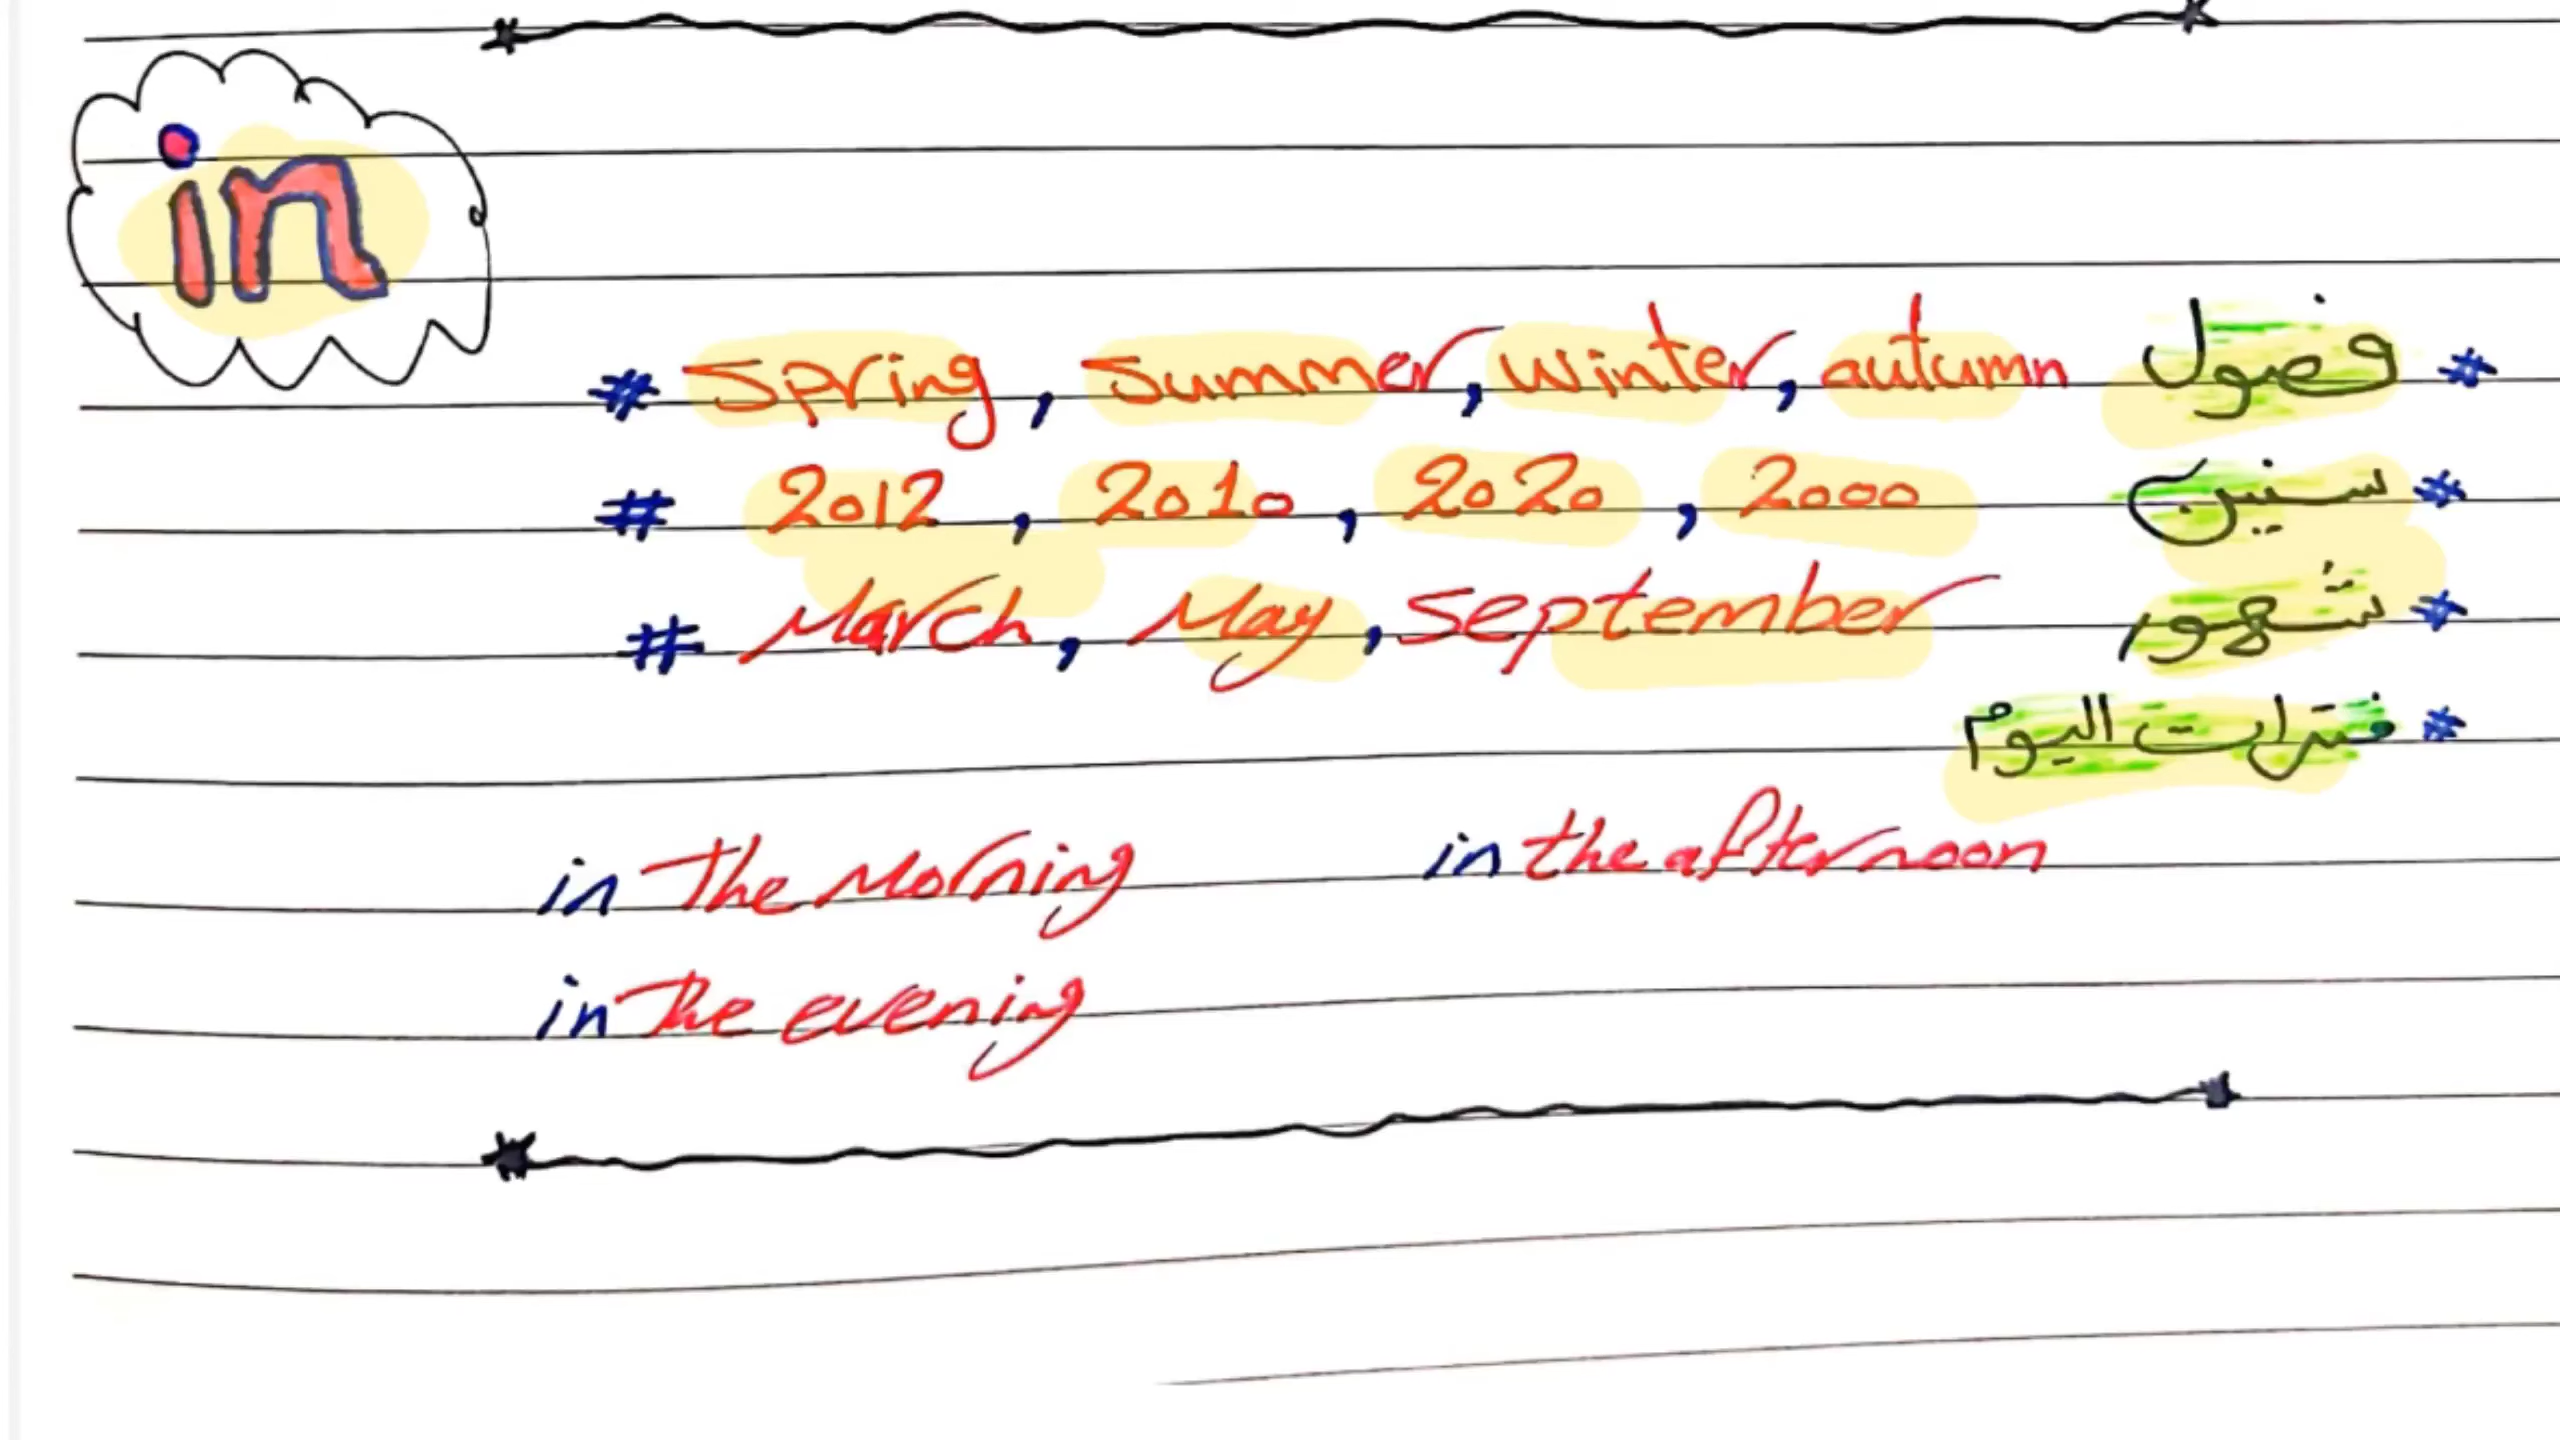 in
# Spring, Summer, Winter, autumn فصول *
# 2012, 2010, 2020, 2000 سنين *
# March, May, September شهور *
فترات اليوم *
in The Morning in the afternoon
in The evening